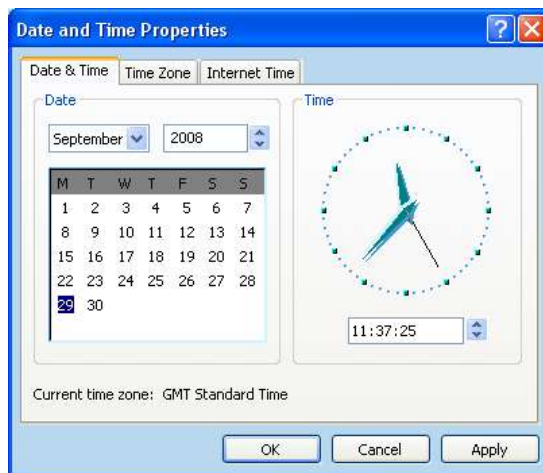 Date and Time Properties
Date & Time Time Zone Internet Time
Date
Time
September 2008
M T W T F S S
1 2 3 4 5 6 7
8 9 10 11 12 13 14
15 16 17 18 19 20 21
22 23 24 25 26 27 28
29 30
11:37:25
Current time zone: GMT Standard Time
OK Cancel Apply